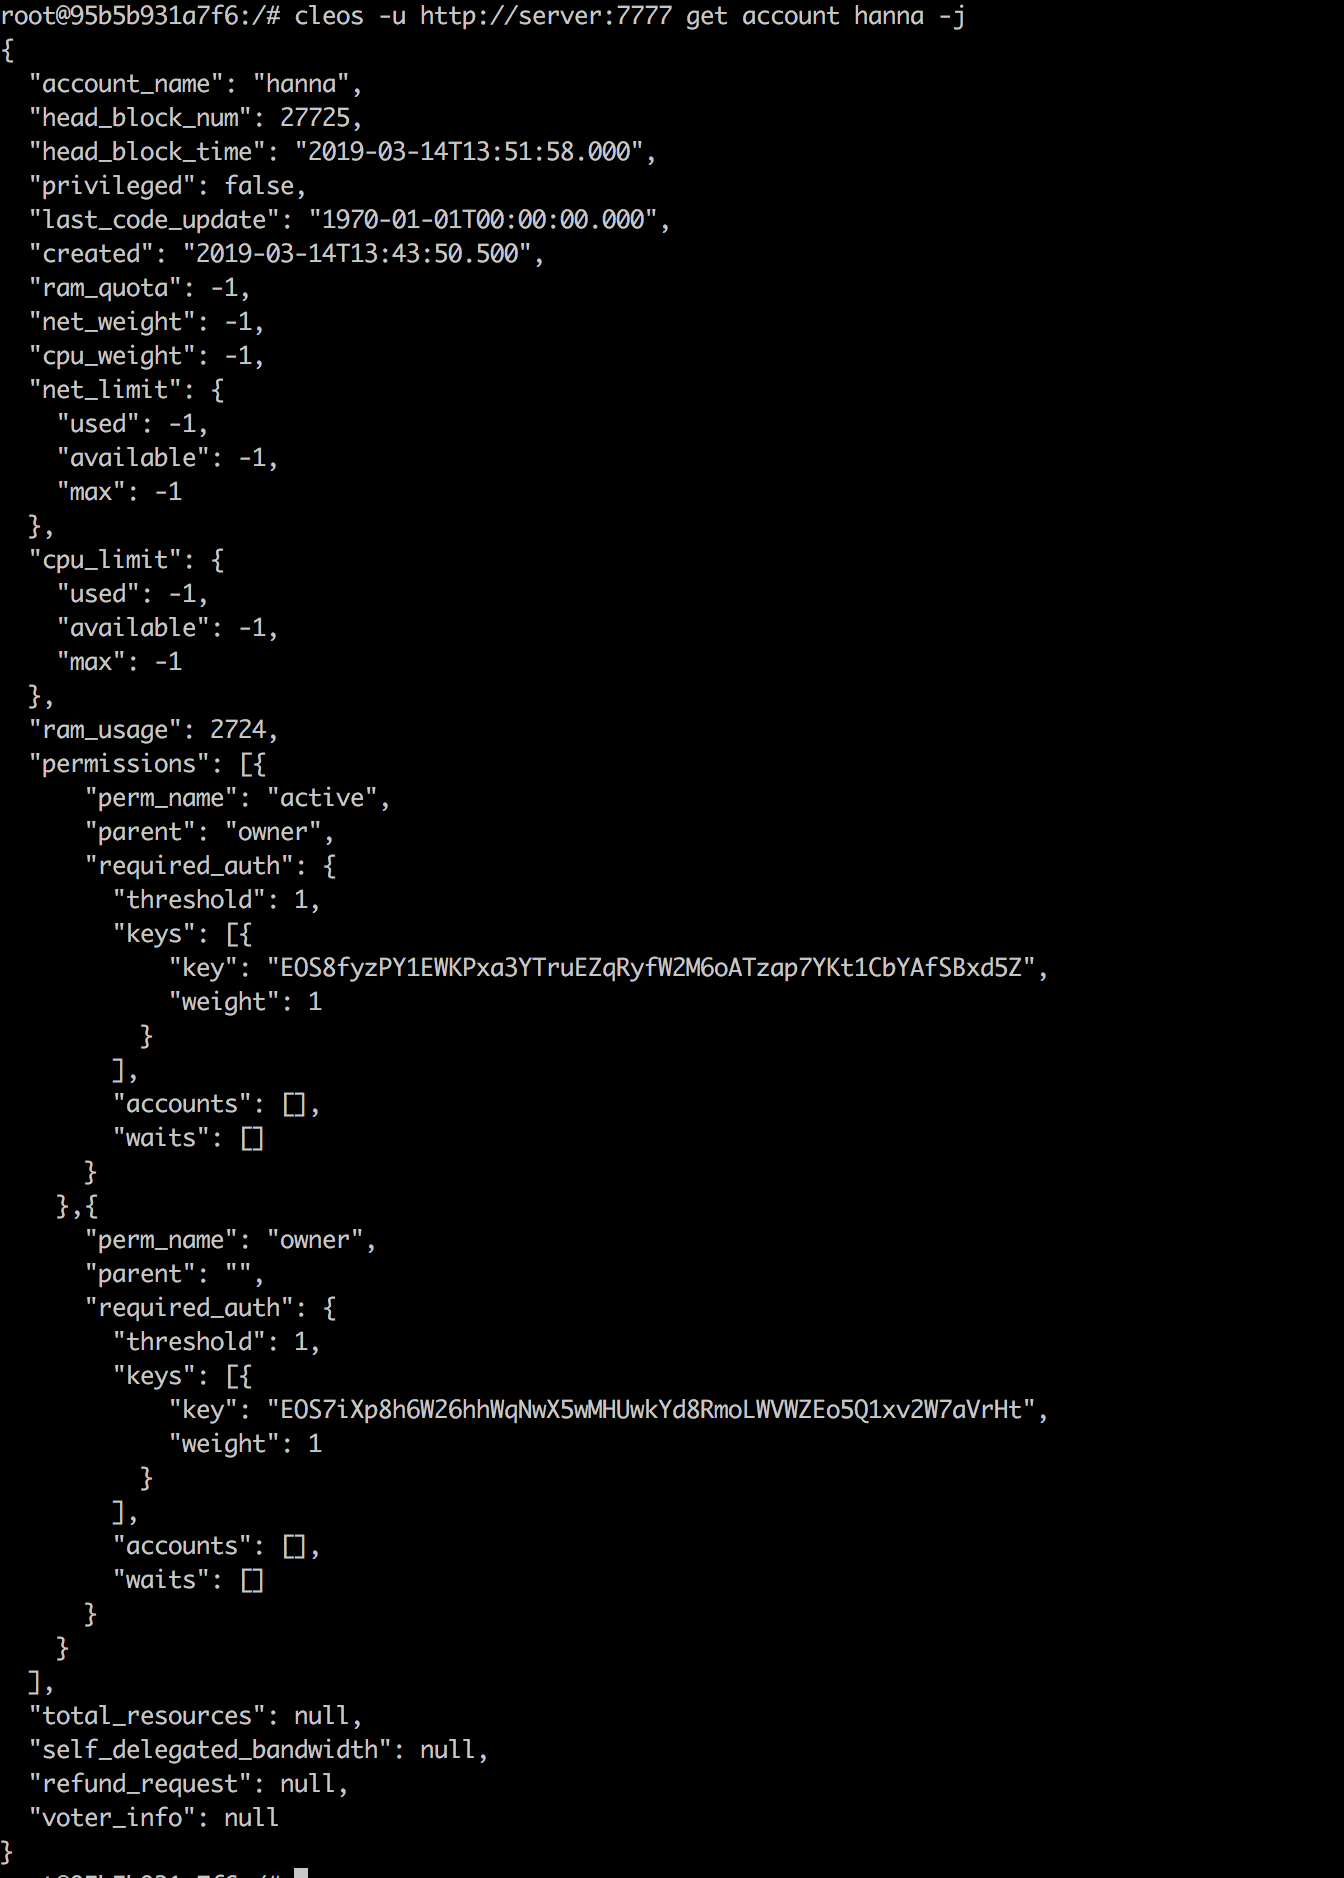 root@95b5b931a7f6:/# cleos -u http://server:7777 get account hanna -j
{
  "account_name": "hanna",
  "head_block_num": 27725,
  "head_block_time": "2019-03-14T13:51:58.000",
  "privileged": false,
  "last_code_update": "1970-01-01T00:00:00.000",
  "created": "2019-03-14T13:43:50.500",
  "ram_quota": -1,
  "net_weight": -1,
  "cpu_weight": -1,
  "net_limit": {
    "used": -1,
    "available": -1,
    "max": -1
  },
  "cpu_limit": {
    "used": -1,
    "available": -1,
    "max": -1
  },
  "ram_usage": 2724,
  "permissions": [{
      "perm_name": "active",
      "parent": "owner",
      "required_auth": {
        "threshold": 1,
        "keys": [{
            "key": "EOS8fyzPY1EWKPxa3YTruEZqRyfW2M6oATzap7YKt1CbYAfSBxd5Z",
            "weight": 1
          }
        ],
        "accounts": [],
        "waits": []
      }
    },{
      "perm_name": "owner",
      "parent": "",
      "required_auth": {
        "threshold": 1,
        "keys": [{
            "key": "EOS7iXp8h6W26hhWqNwX5wMHUwkYd8RmoLWVWZEo5Q1xv2W7aVrHt",
            "weight": 1
          }
        ],
        "accounts": [],
        "waits": []
      }
    }
  ],
  "total_resources": null,
  "self_delegated_bandwidth": null,
  "refund_request": null,
  "voter_info": null
}